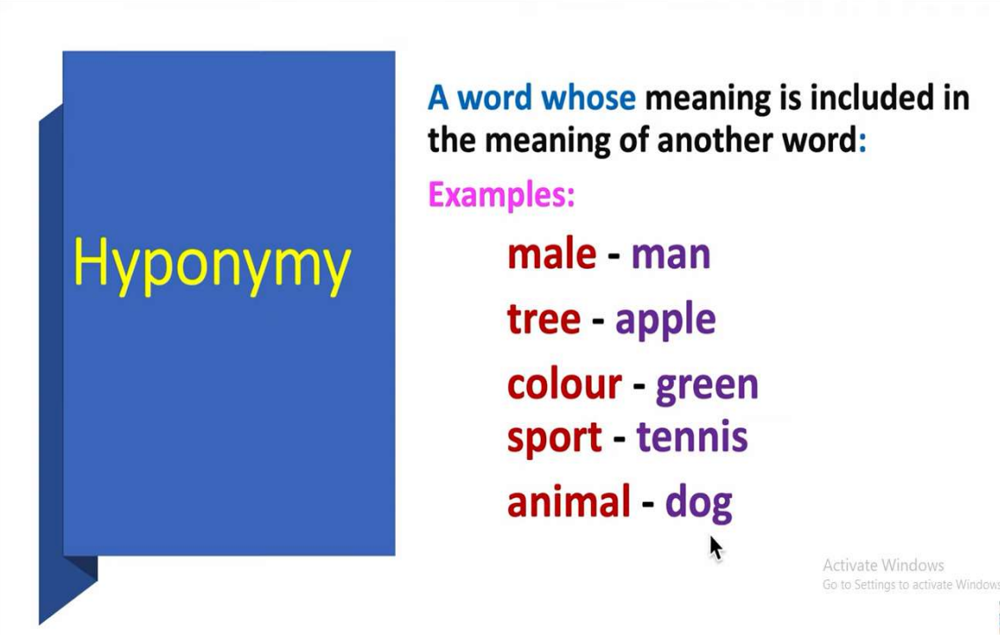 Hyponymy
A word whose meaning is included in
the meaning of another word:
Examples:
male - man
tree - apple
colour - green
sport - tennis
animal - dog
Activate Windows
Go to Settings to activate Windows